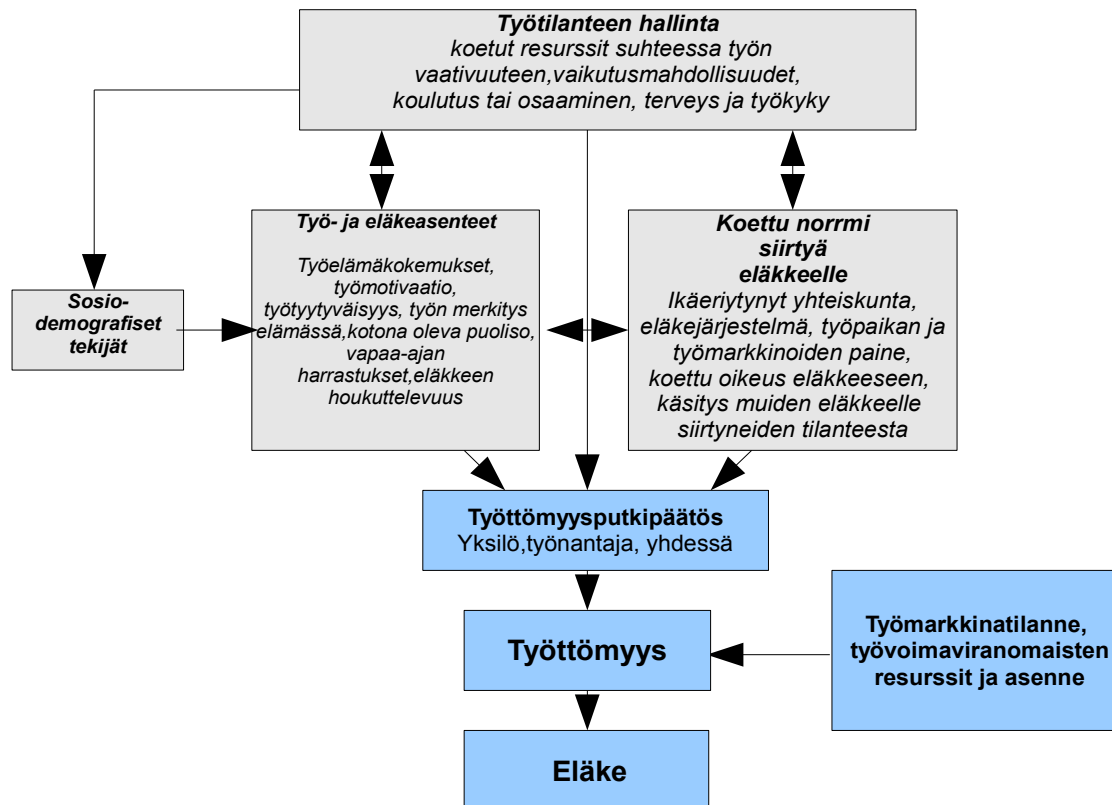 Työtilanteen hallinta
koetut resurssit suhteessa työn
vaativuuteen,vaikutusmahdollisuudet,
koulutus tai osaaminen, terveys ja työkyky
Työ- ja eläkeasenteet
Työelämäkokemukset,
työmotivaatio,
työtyytyväisyys, työn merkitys
elämässä,kotona oleva puoliso,
vapaa-ajan
harrastukset,eläkkeen
houkuttelevuus
Koettu norrmi
siirtyä
eläkkeelle
Ikäeriytynyt yhteiskunta,
eläkejärjestelmä, työpaikan ja
työmarkkinoiden paine,
koettu oikeus eläkkeeseen,
käsitys muiden eläkkeelle
siirtyneiden tilanteesta
Sosio-
demografiset
tekijät
Työttömyysputkipäätös
Yksilö,työnantaja, yhdessä
Työttömyys
Työmarkkinatilanne,
työvoimaviranomaisten
resurssit ja asenne
Eläke